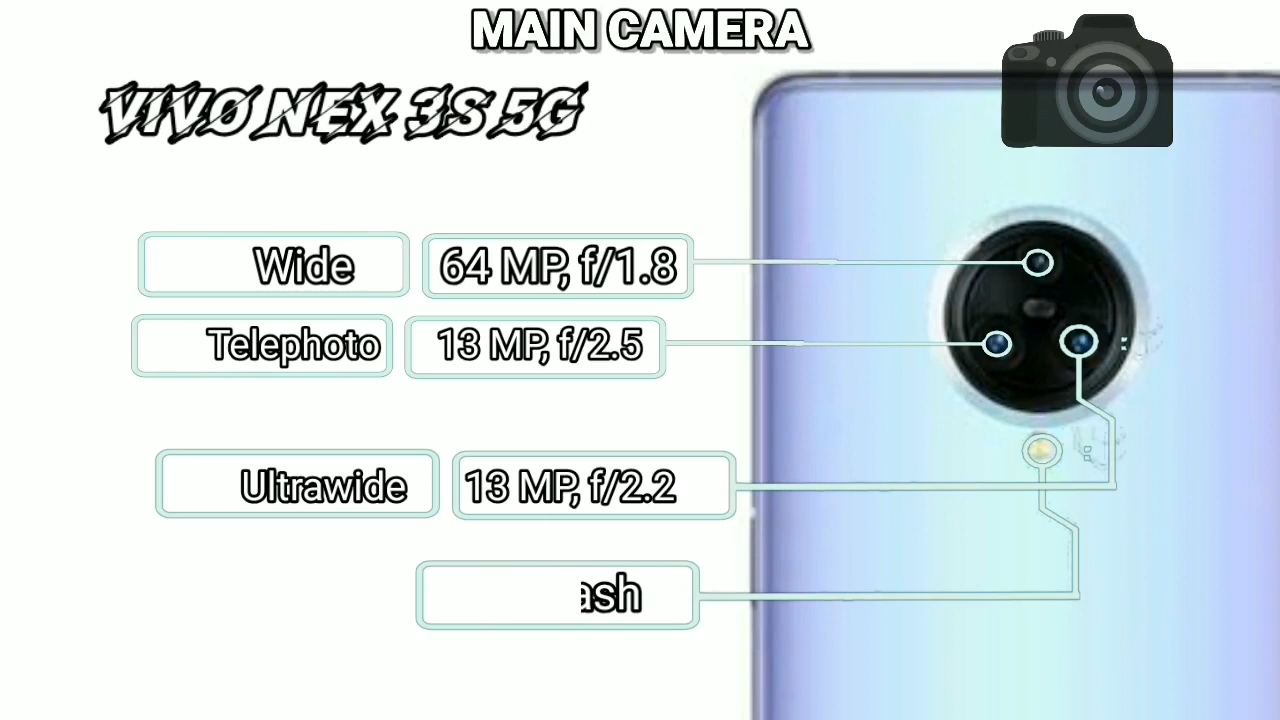 MAIN CAMERA
VIVO NEX 3S 5G
Wide 64 MP, f/1.8
Telephoto 13 MP, f/2.5
Ultrawide 13 MP, f/2.2
ash